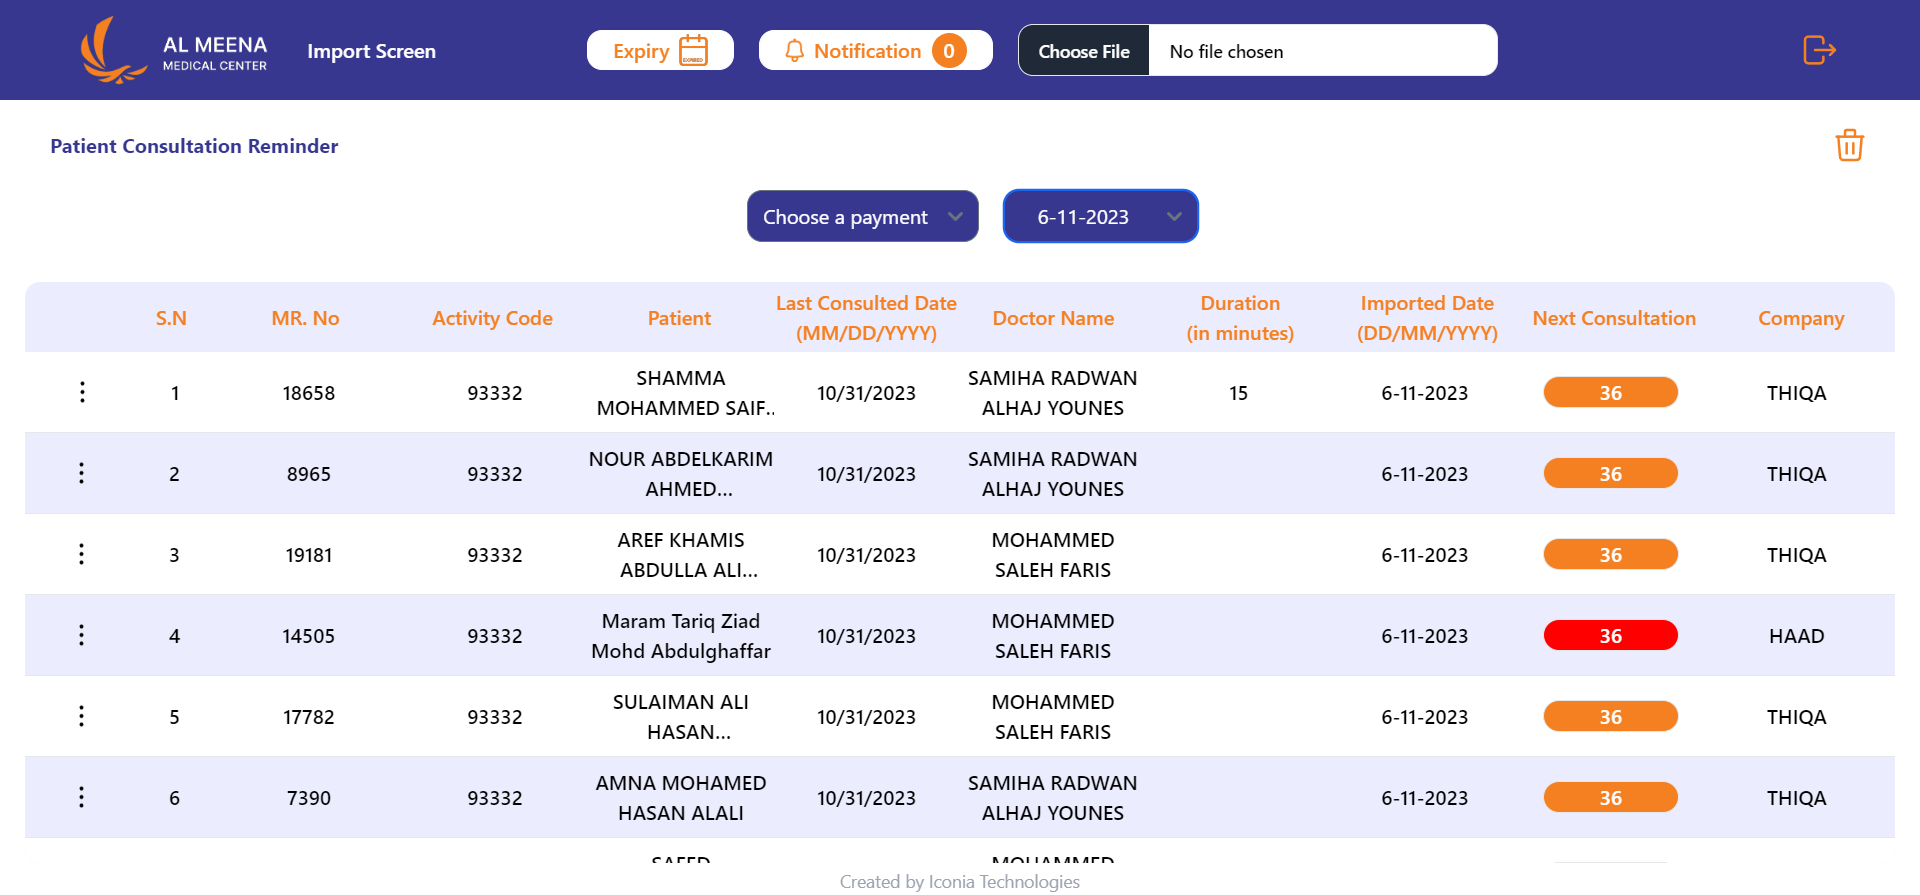 AL MEENA
MEDICAL CENTER
Import Screen
Expiry
EXPIRED
Notification 0
Choose File No file chosen
Patient Consultation Reminder
Choose a payment
6-11-2023
S.N MR. No Activity Code Patient Last Consulted Date (MM/DD/YYYY) Doctor Name Duration (in minutes) Imported Date (DD/MM/YYYY) Next Consultation Company
1 18658 93332 SHAMMA MOHAMMED SAIF.. 10/31/2023 SAMIHA RADWAN ALHAJ YOUNES 15 6-11-2023 36 THIQA
2 8965 93332 NOUR ABDELKARIM AHMED... 10/31/2023 SAMIHA RADWAN ALHAJ YOUNES 6-11-2023 36 THIQA
3 19181 93332 AREF KHAMIS ABDULLA ALI... 10/31/2023 MOHAMMED SALEH FARIS 6-11-2023 36 THIQA
4 14505 93332 Maram Tariq Ziad Mohd Abdulghaffar 10/31/2023 MOHAMMED SALEH FARIS 6-11-2023 36 HAAD
5 17782 93332 SULAIMAN ALI HASAN... 10/31/2023 MOHAMMED SALEH FARIS 6-11-2023 36 THIQA
6 7390 93332 AMNA MOHAMED HASAN ALALI 10/31/2023 SAMIHA RADWAN ALHAJ YOUNES 6-11-2023 36 THIQA
SAEED MOHAMMED
Created by Iconia Technologies